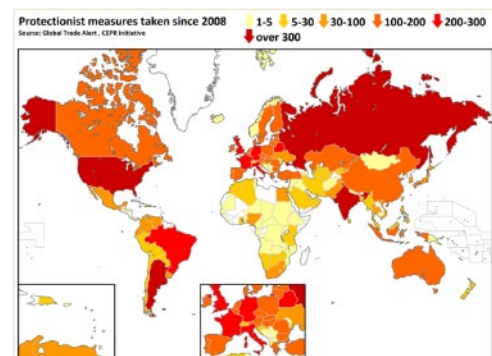 Protectionist measures taken since 2008
Source: Global Trade Alert , CEPR Initiative
1-5 5-30 30-100 100-200 200-300
over 300